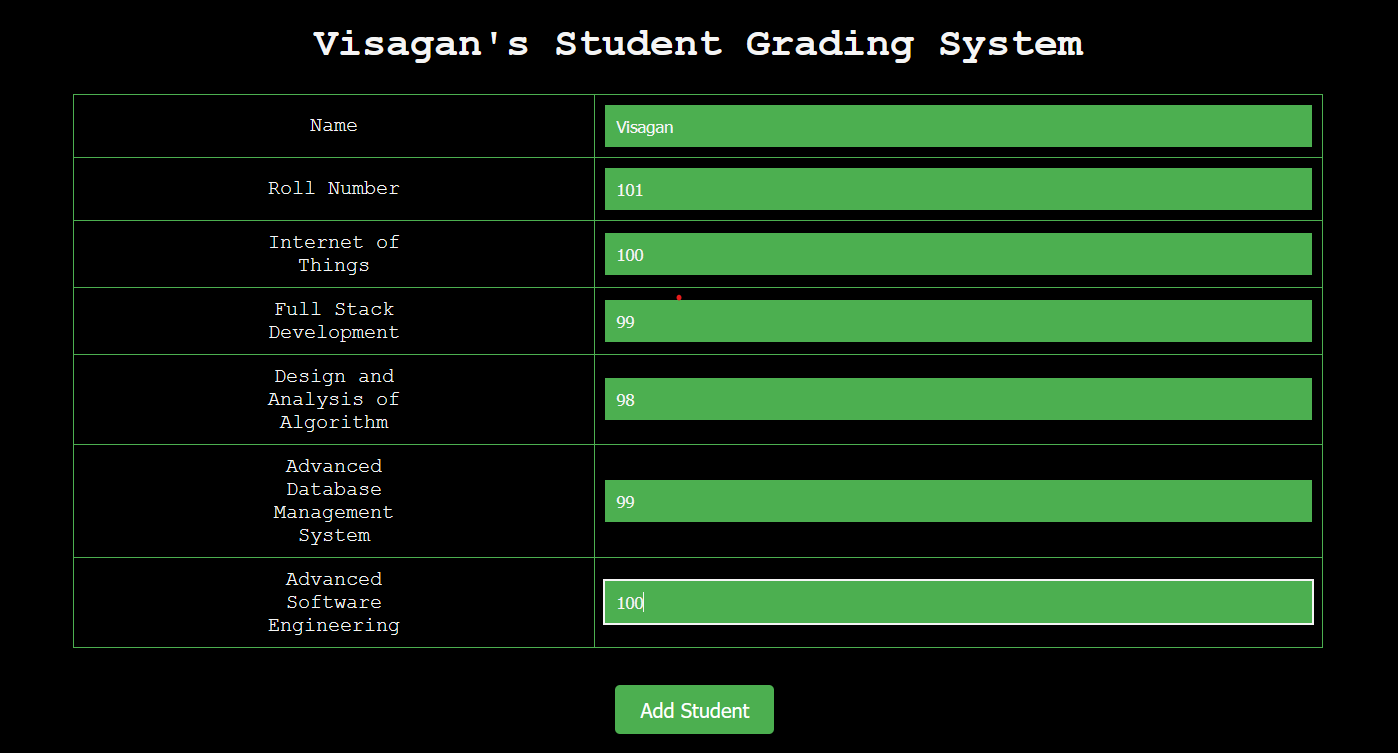 Visagan's Student Grading System
Name
Visagan
Roll Number
101
Internet of
Things
100
Full Stack
Development
99
Design and
Analysis of
Algorithm
98
Advanced
Database
Management
System
99
Advanced
Software
Engineering
100
Add Student